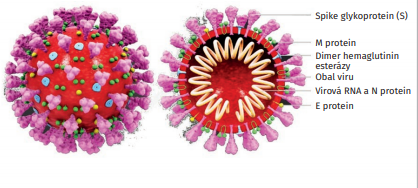 Spike glykoprotein (S)
M protein
Dimer hemaglutinin
esterázy
Obal viru
Virová RNA a N protein
E protein